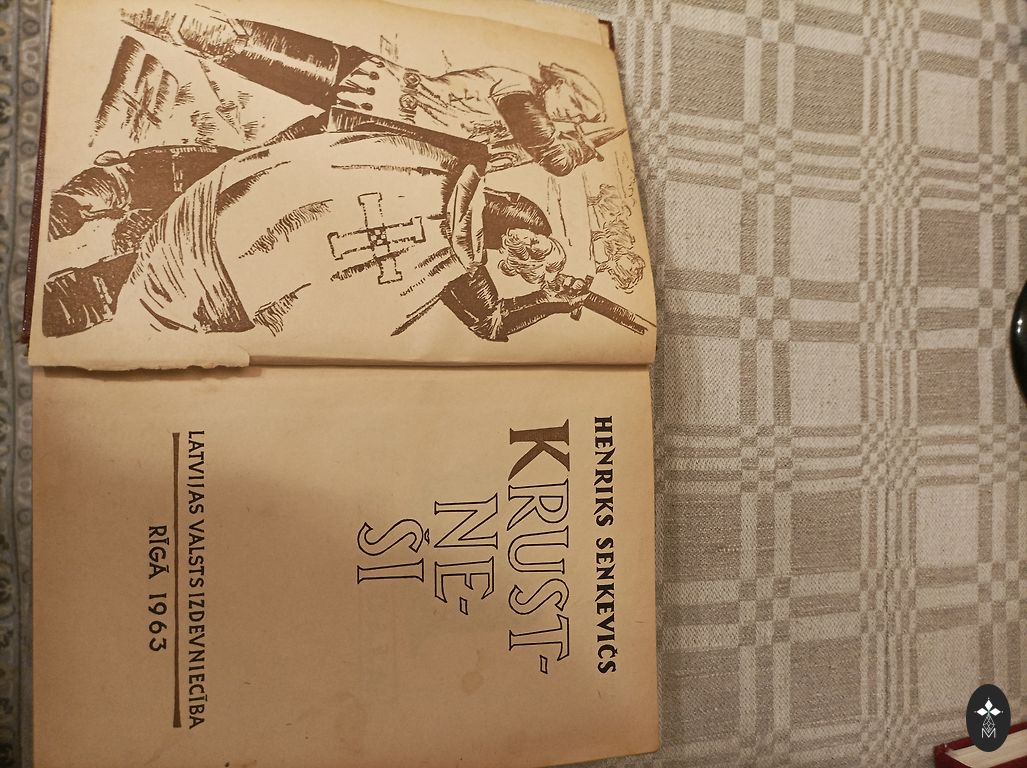 HENRIKS SENKEVIČS
KRUST-
NE-
ŠI
LATVIJAS VALSTS IZDEVNIECĪBA
RĪGĀ 1963
M